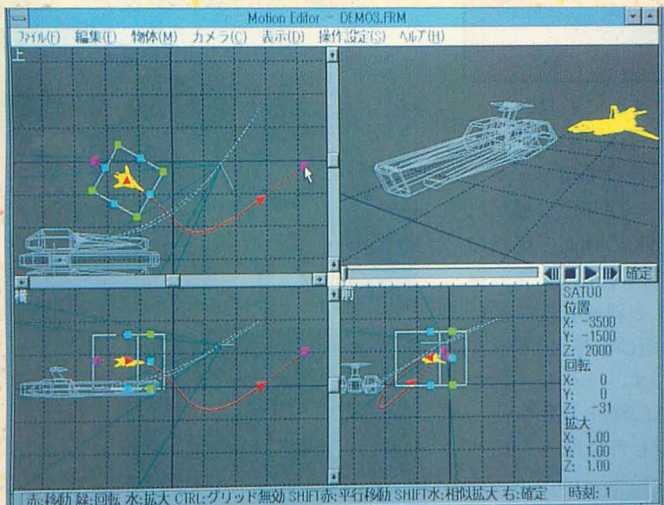 Motion Editor - DEMO3.FRM
ファイル(F) 編集(E) 物体(M) カメラ(C) 表示(D) 操作設定(S) ヘルプ(H)
上
確定
横
前
SATU0
位置
X: -3500
Y: -1500
Z: 2000
回転
X: 0
Y: 0
Z: -31
拡大
X: 1.00
Y: 1.00
Z: 1.00
赤:移動 緑:回転 水:拡大 CTRL:グリッド無効 SHIFT赤:平行移動 SHIFT水:相似拡大 右:確定 時刻: 1